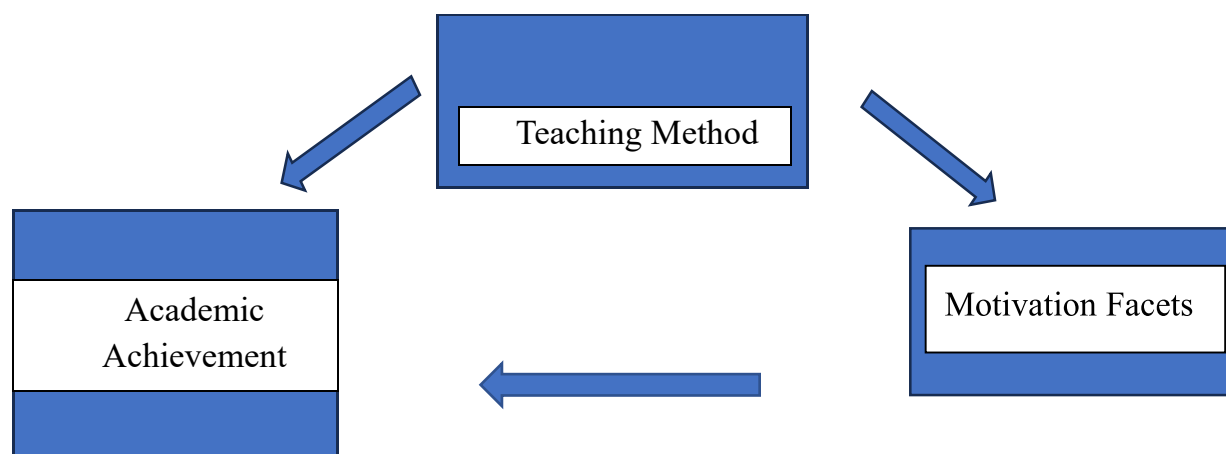 Teaching Method
Academic
Achievement
Motivation Facets